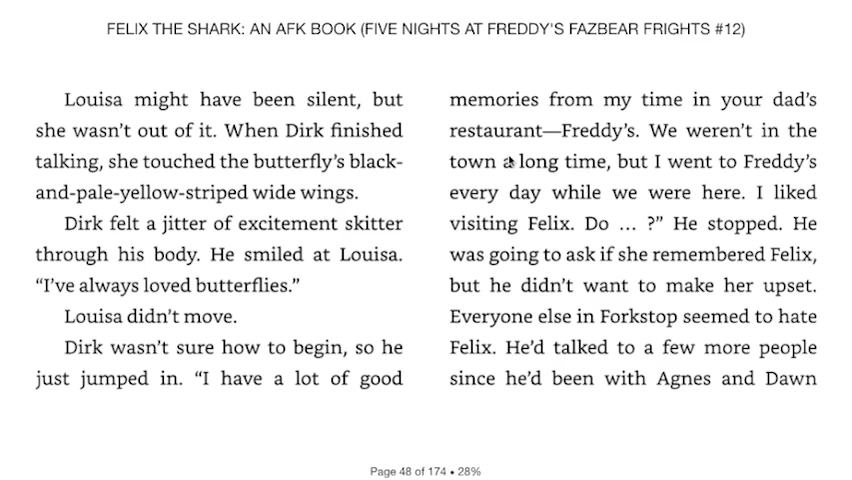 FELIX THE SHARK: AN AFK BOOK (FIVE NIGHTS AT FREDDY'S FAZBEAR FRIGHTS #12)
Louisa might have been silent, but
she wasn’t out of it. When Dirk finished
talking, she touched the butterfly’s black-
and-pale-yellow-striped wide wings.
Dirk felt a jitter of excitement skitter
through his body. He smiled at Louisa.
“I’ve always loved butterflies.”
Louisa didn’t move.
Dirk wasn’t sure how to begin, so he
just jumped in. “I have a lot of good
memories from my time in your dad’s
restaurant—Freddy’s. We weren’t in the
town a long time, but I went to Freddy’s
every day while we were here. I liked
visiting Felix. Do … ?” He stopped. He
was going to ask if she remembered Felix,
but he didn’t want to make her upset.
Everyone else in Forkstop seemed to hate
Felix. He’d talked to a few more people
since he’d been with Agnes and Dawn
Page 48 of 174 • 28%